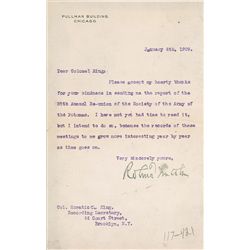 PULLMAN BUILDING,
CHICAGO.
January 8th, 1909.
Dear Colonel King:
Please accept my hearty thanks
for your kindness in sending me the report of the
39th Annual Re-union of the Society of the Army of
the Potomac. I have not yet had time to read it,
but I intend to do so, because the records of those
meetings to me grow more interesting year by year
as time goes on.
Very sincerely yours,
Robert Lincoln
Col. Horatio C. King,
Recording Secretary,
44 Court Street,
Brooklyn, N.Y.